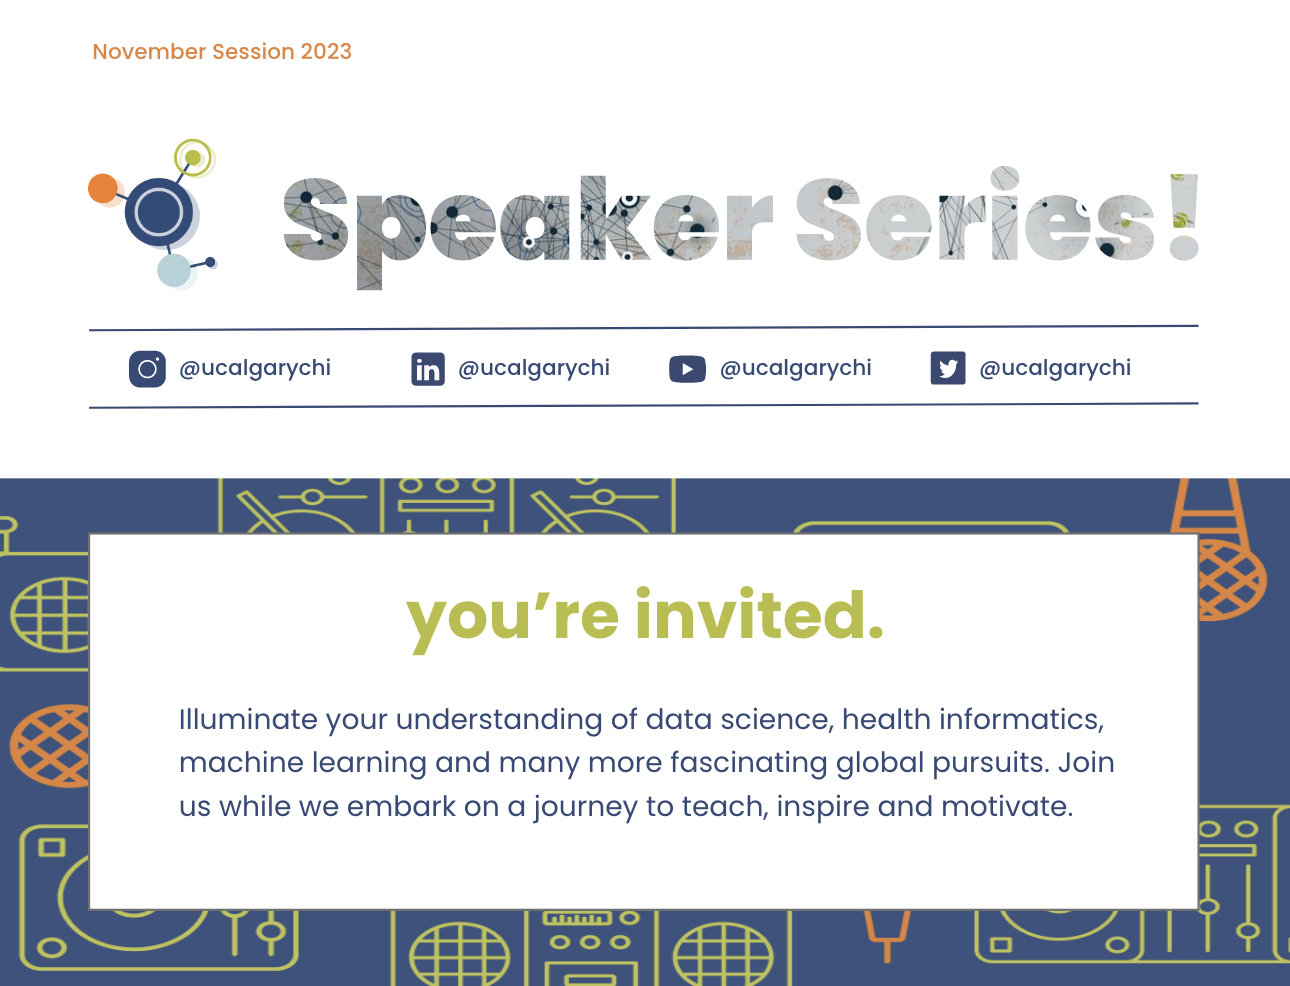 November Session 2023
Speaker Series!
@ucalgarychi @ucalgarychi @ucalgarychi @ucalgarychi
you’re invited.
Illuminate your understanding of data science, health informatics,
machine learning and many more fascinating global pursuits. Join
us while we embark on a journey to teach, inspire and motivate.